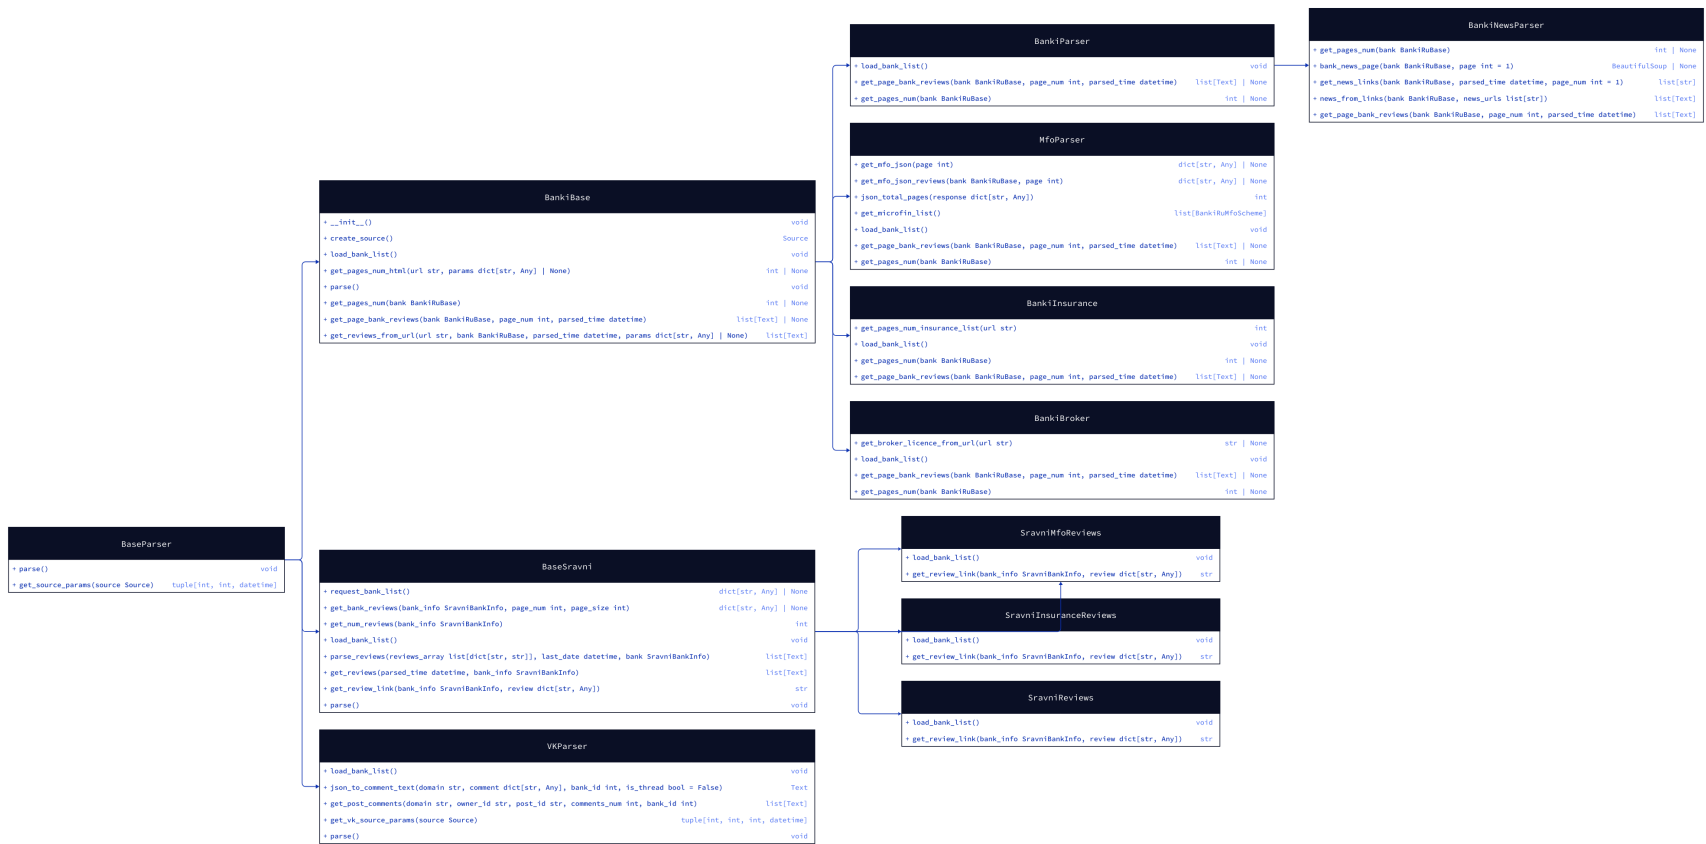 BankiNewsParser
+ get_pages_num(bank BankiRuBase) int | None
+ bank_news_page(bank BankiRuBase, page int = 1) BeautifulSoup | None
+ get_news_links(bank BankiRuBase, parsed_time datetime, page_num int = 1) list[str]
+ news_from_links(bank BankiRuBase, news_urls list[str]) list[Text]
+ get_page_bank_reviews(bank BankiRuBase, page_num int, parsed_time datetime) list[Text]
BankiParser
+ load_bank_list() void
+ get_page_bank_reviews(bank BankiRuBase, page_num int, parsed_time datetime) list[Text] | None
+ get_pages_num(bank BankiRuBase) int | None
MfoParser
+ get_mfo_json(page int) dict[str, Any] | None
+ get_mfo_json_reviews(bank BankiRuBase, page int) dict[str, Any] | None
+ json_total_pages(response dict[str, Any]) int
+ get_microfin_list() list[BankiRuMfoScheme]
+ load_bank_list() void
+ get_page_bank_reviews(bank BankiRuBase, page_num int, parsed_time datetime) list[Text] | None
+ get_pages_num(bank BankiRuBase) int | None
BankiBase
+ __init__() void
+ create_source() Source
+ load_bank_list() void
+ get_pages_num_html(url str, params dict[str, Any] | None) int | None
+ parse() void
+ get_pages_num(bank BankiRuBase) int | None
+ get_page_bank_reviews(bank BankiRuBase, page_num int, parsed_time datetime) list[Text] | None
+ get_reviews_from_url(url str, bank BankiRuBase, parsed_time datetime, params dict[str, Any] | None) list[Text]
BankiInsurance
+ get_pages_num_insurance_list(url str) int
+ load_bank_list() void
+ get_pages_num(bank BankiRuBase) int | None
+ get_page_bank_reviews(bank BankiRuBase, page_num int, parsed_time datetime) list[Text] | None
BankiBroker
+ get_broker_licence_from_url(url str) str | None
+ load_bank_list() void
+ get_page_bank_reviews(bank BankiRuBase, page_num int, parsed_time datetime) list[Text] | None
+ get_pages_num(bank BankiRuBase) int | None
BaseParser
+ parse() void
+ get_source_params(source Source) tuple[int, int, datetime]
BaseSravni
+ request_bank_list() dict[str, Any] | None
+ get_bank_reviews(bank_info SravniBankInfo, page_num int, page_size int) dict[str, Any] | None
+ get_num_reviews(bank_info SravniBankInfo) int
+ load_bank_list() void
+ parse_reviews(reviews_array list[dict[str, str]], last_date datetime, bank SravniBankInfo) list[Text]
+ get_reviews(parsed_time datetime, bank_info SravniBankInfo) list[Text]
+ get_review_link(bank_info SravniBankInfo, review dict[str, Any]) str
+ parse() void
SravniMfoReviews
+ load_bank_list() void
+ get_review_link(bank_info SravniBankInfo, review dict[str, Any]) str
SravniInsuranceReviews
+ load_bank_list() void
+ get_review_link(bank_info SravniBankInfo, review dict[str, Any]) str
SravniReviews
+ load_bank_list() void
+ get_review_link(bank_info SravniBankInfo, review dict[str, Any]) str
VKParser
+ load_bank_list() void
+ json_to_comment_text(domain str, comment dict[str, Any], bank_id int, is_thread bool = False) Text
+ get_post_comments(domain str, owner_id str, post_id str, comments_num int, bank_id int) list[Text]
+ get_vk_source_params(source Source) tuple[int, int, int, datetime]
+ parse() void